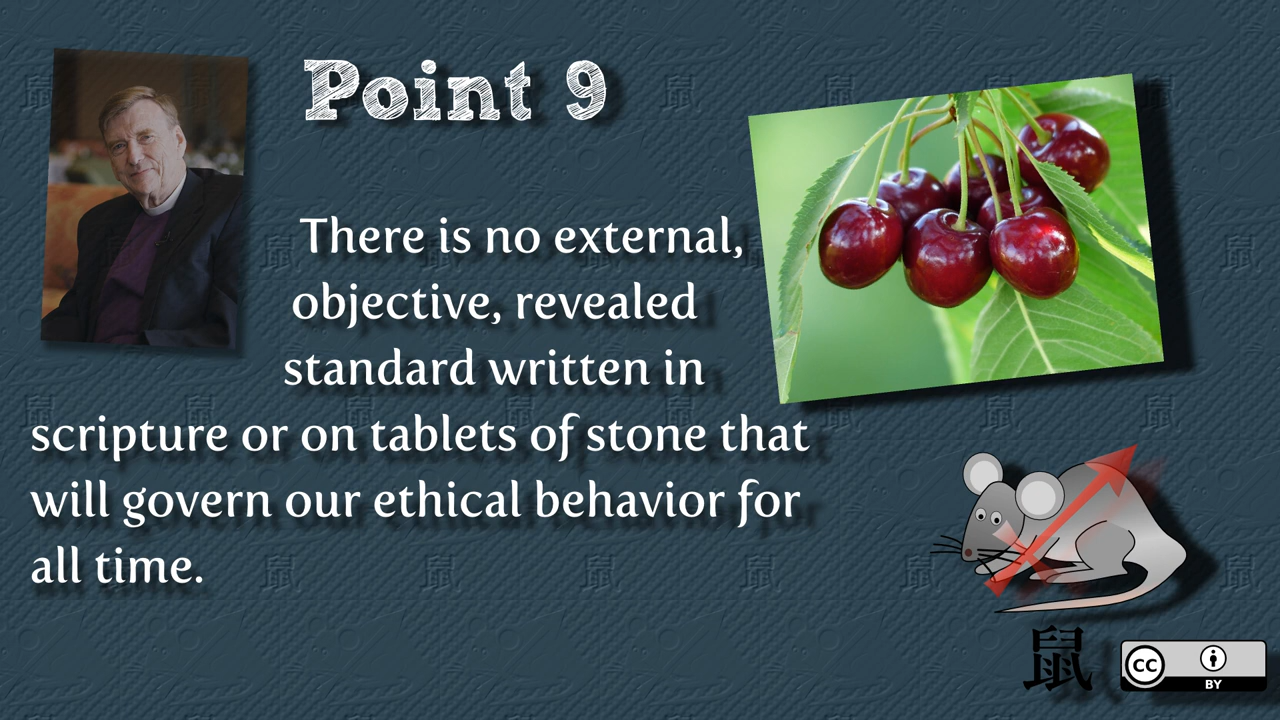 Point 9
There is no external,
objective, revealed
standard written in
scripture or on tablets of stone that
will govern our ethical behavior for
all time.
鼠
cc
BY